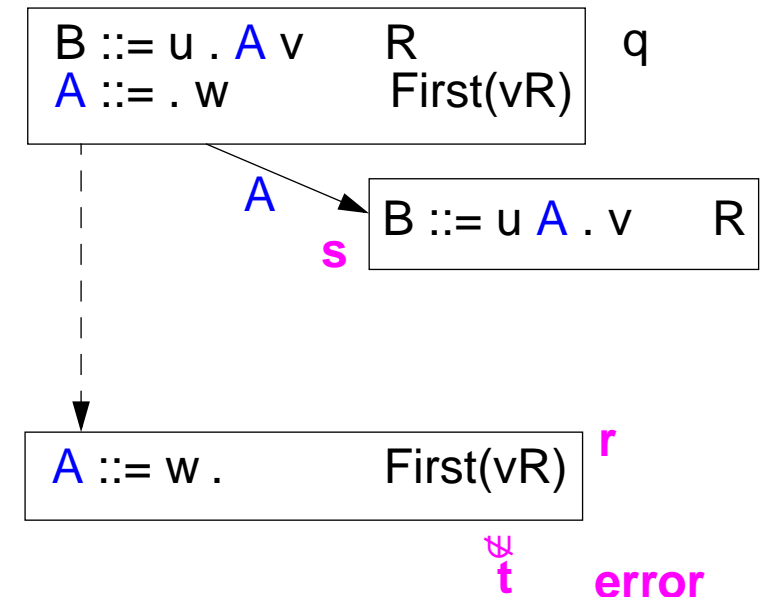 B ::= u . A v R q
A ::= . w First(vR)
A
B ::= u A . v R
s
A ::= w . First(vR) r
∉
t error